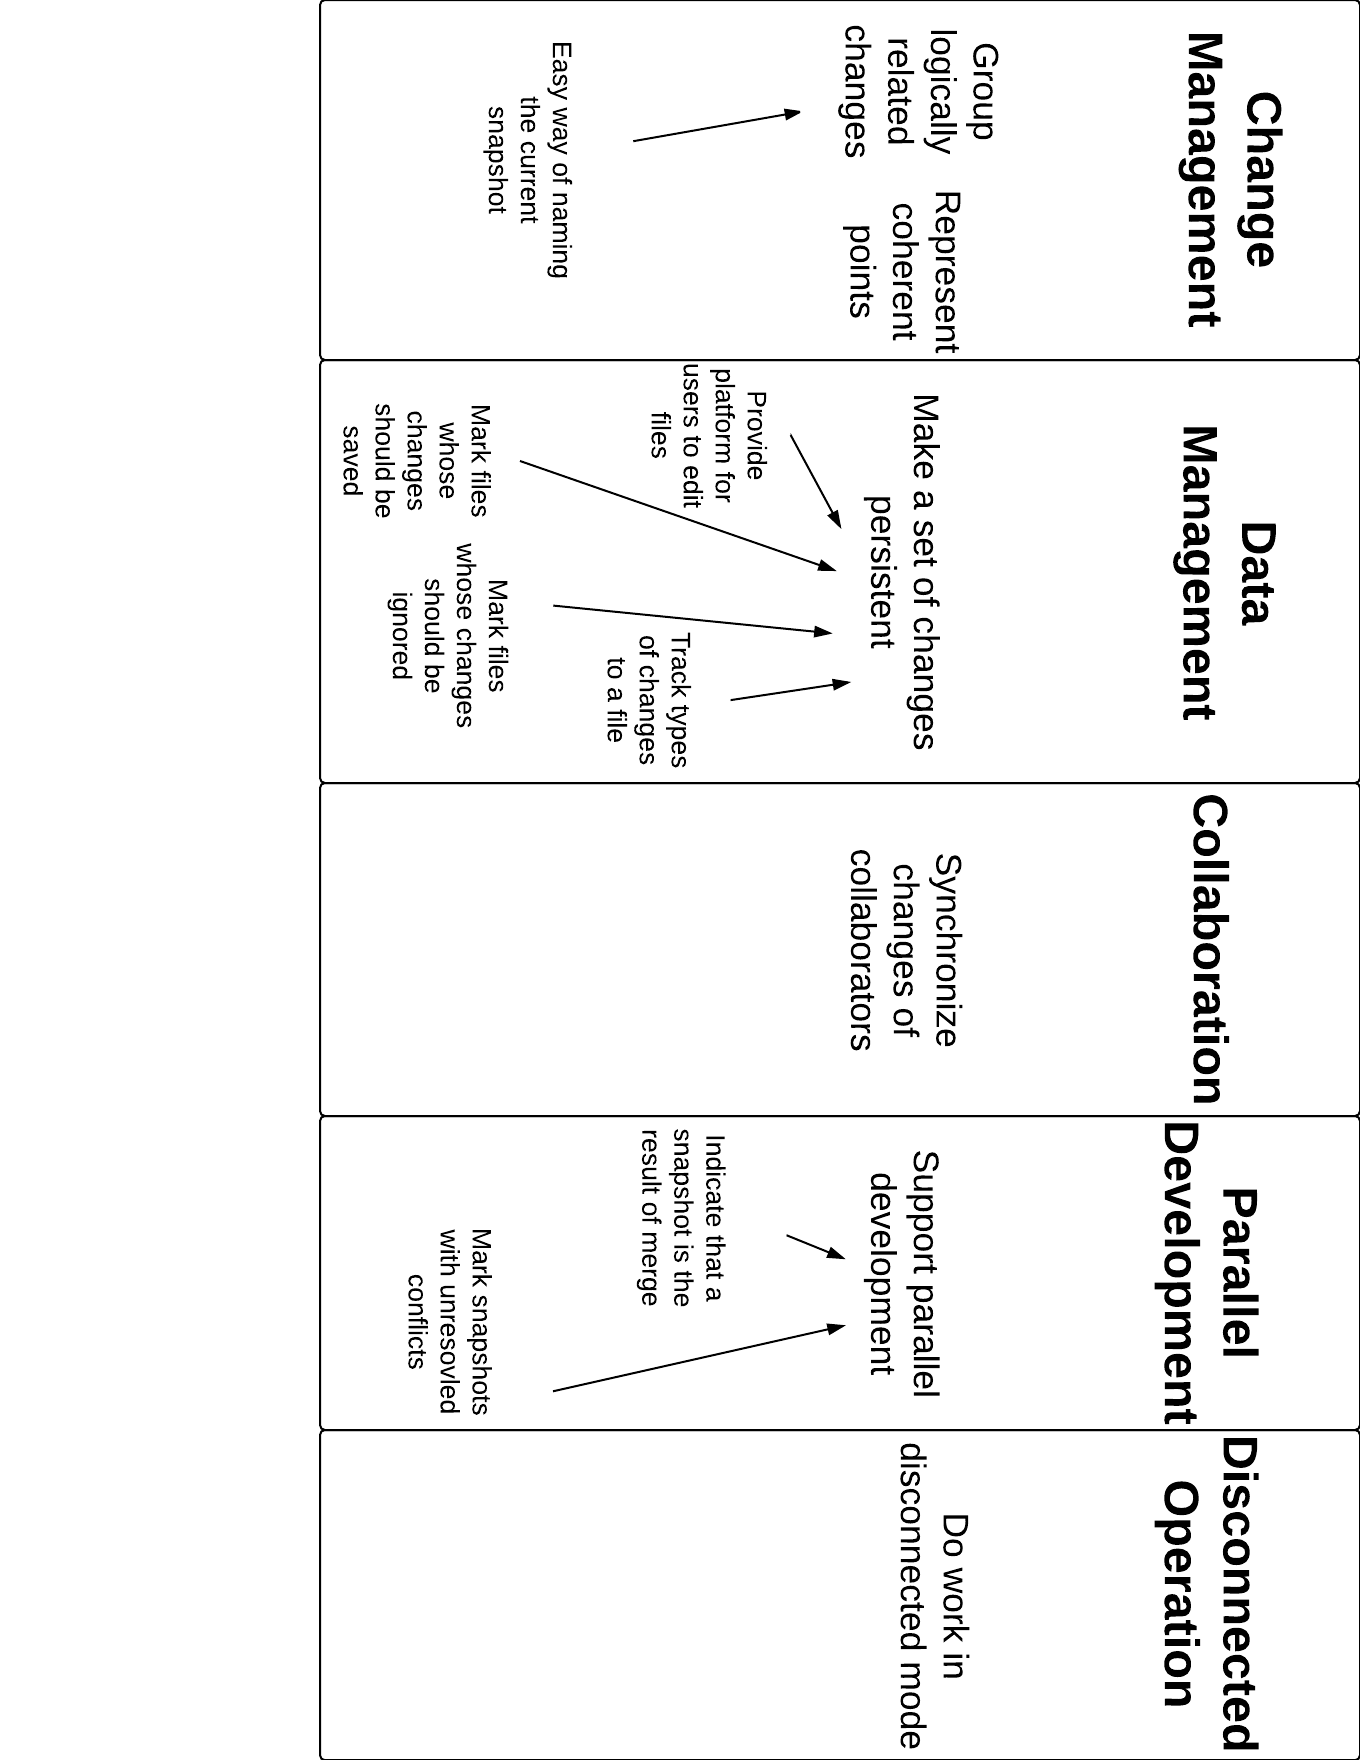 Change
Management
Group
logically
related
changes
Represent
coherent
points
Easy way of naming
the current
snapshot
Data
Management
Make a set of changes
persistent
Provide
platform for
users to edit
files
Mark files
whose
changes
should be
saved
Mark files
whose changes
should be
ignored
Track types
of changes
to a file
Collaboration
Synchronize
changes of
collaborators
Parallel
Development
Support parallel
development
Indicate that a
snapshot is the
result of merge
Mark snapshots
with unresovled
conflicts
Disconnected
Operation
Do work in
disconnected mode